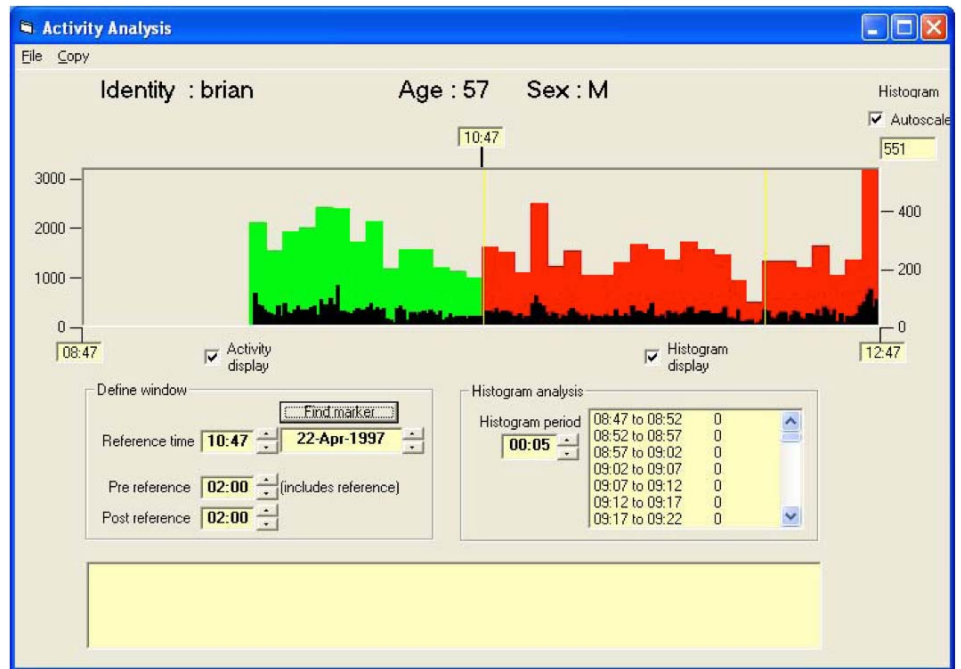 Activity Analysis
File Copy
Identity : brian Age : 57 Sex : M
Histogram
Autoscale
551
10:47
3000
2000
1000
0
400
200
0
08:47
12:47
Activity
display
Histogram
display
Define window
Find marker
Reference time 10:47 22-Apr-1997
Pre reference 02:00 (includes reference)
Post reference 02:00
Histogram analysis
Histogram period
00:05
08:47 to 08:52 0
08:52 to 08:57 0
08:57 to 09:02 0
09:02 to 09:07 0
09:07 to 09:12 0
09:12 to 09:17 0
09:17 to 09:22 0